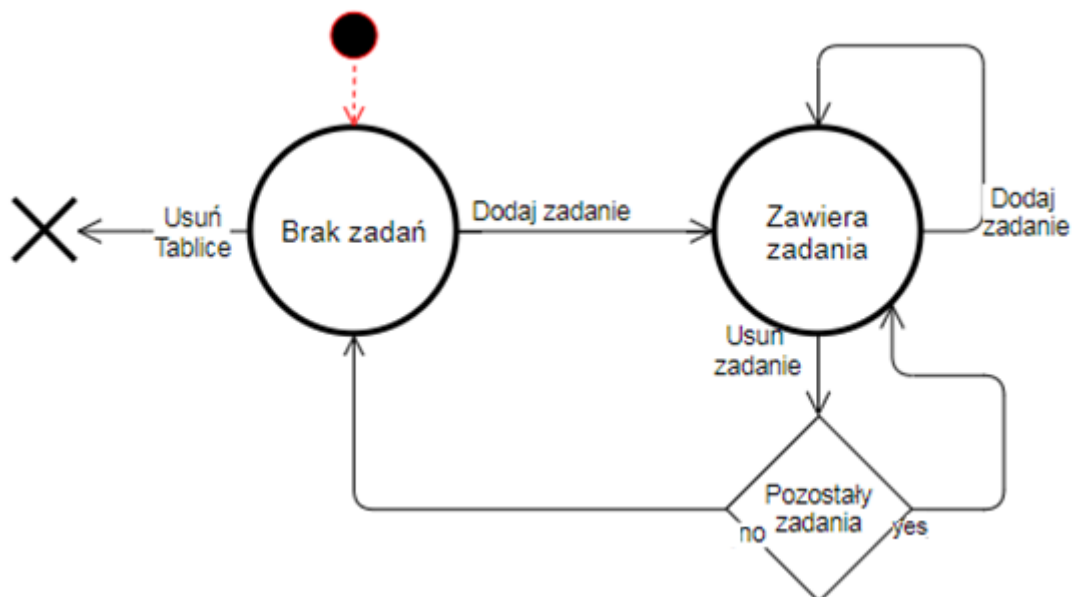 Usuń
Tablice
Brak zadań
Dodaj zadanie
Zawiera
zadania
Dodaj
zadanie
Usuń
zadanie
Pozostały
zadania
no
yes